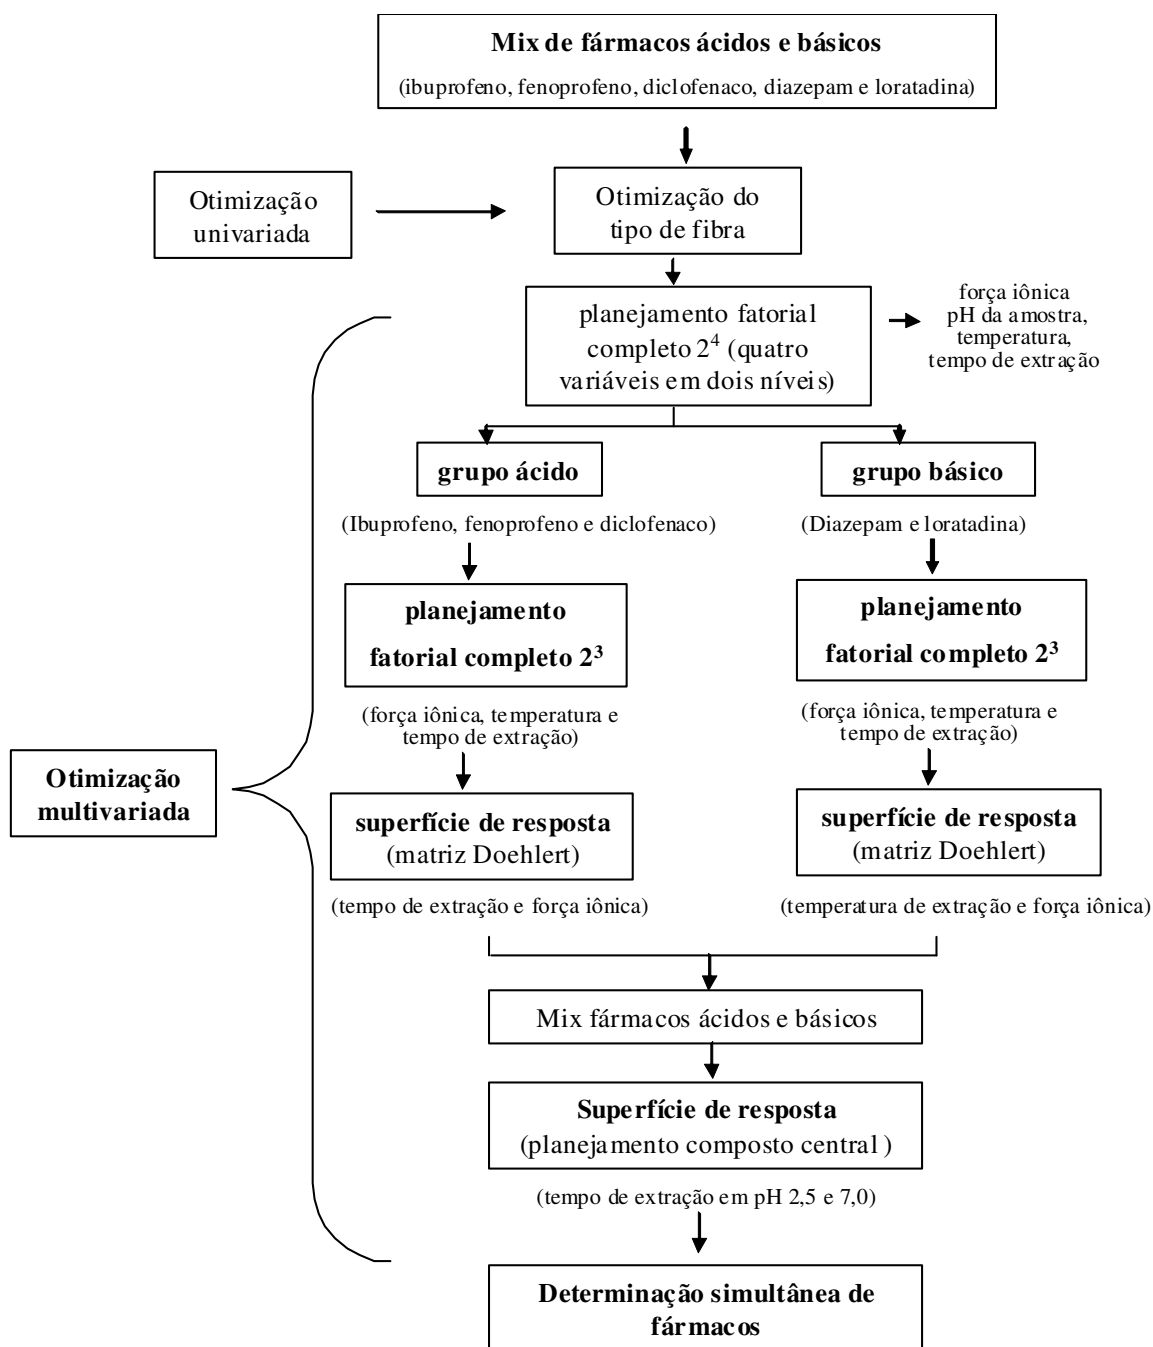 Mix de fármacos ácidos e básicos
(ibuprofeno, fenoprofeno, diclofenaco, diazepam e loratadina)
Otimização
univariada
Otimização do
tipo de fibra
planejamento fatorial
completo 2⁴ (quatro
variáveis em dois níveis)
força iônica
pH da amostra,
temperatura,
tempo de extração
grupo ácido
(Ibuprofeno, fenoprofeno e diclofenaco)
grupo básico
(Diazepam e loratadina)
planejamento
fatorial completo 2³
(força iônica, temperatura e
tempo de extração)
planejamento
fatorial completo 2³
(força iônica, temperatura e
tempo de extração)
Otimização
multivariada
superfície de resposta
(matriz Doehlert)
(tempo de extração e força iônica)
superfície de resposta
(matriz Doehlert)
(temperatura de extração e força iônica)
Mix fármacos ácidos e básicos
Superfície de resposta
(planejamento composto central )
(tempo de extração em pH 2,5 e 7,0)
Determinação simultânea de
fármacos